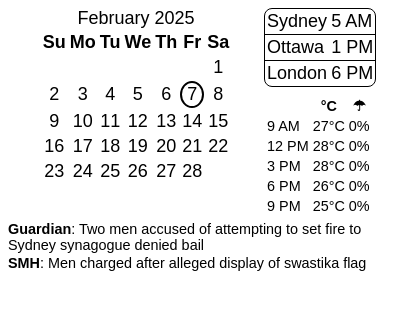 February 2025
Su Mo Tu We Th Fr Sa
1
2 3 4 5 6 7 8
9 10 11 12 13 14 15
16 17 18 19 20 21 22
23 24 25 26 27 28
Sydney 5 AM
Ottawa 1 PM
London 6 PM
°C ☂
9 AM 27°C 0%
12 PM 28°C 0%
3 PM 28°C 0%
6 PM 26°C 0%
9 PM 25°C 0%
Guardian: Two men accused of attempting to set fire to
Sydney synagogue denied bail
SMH: Men charged after alleged display of swastika flag